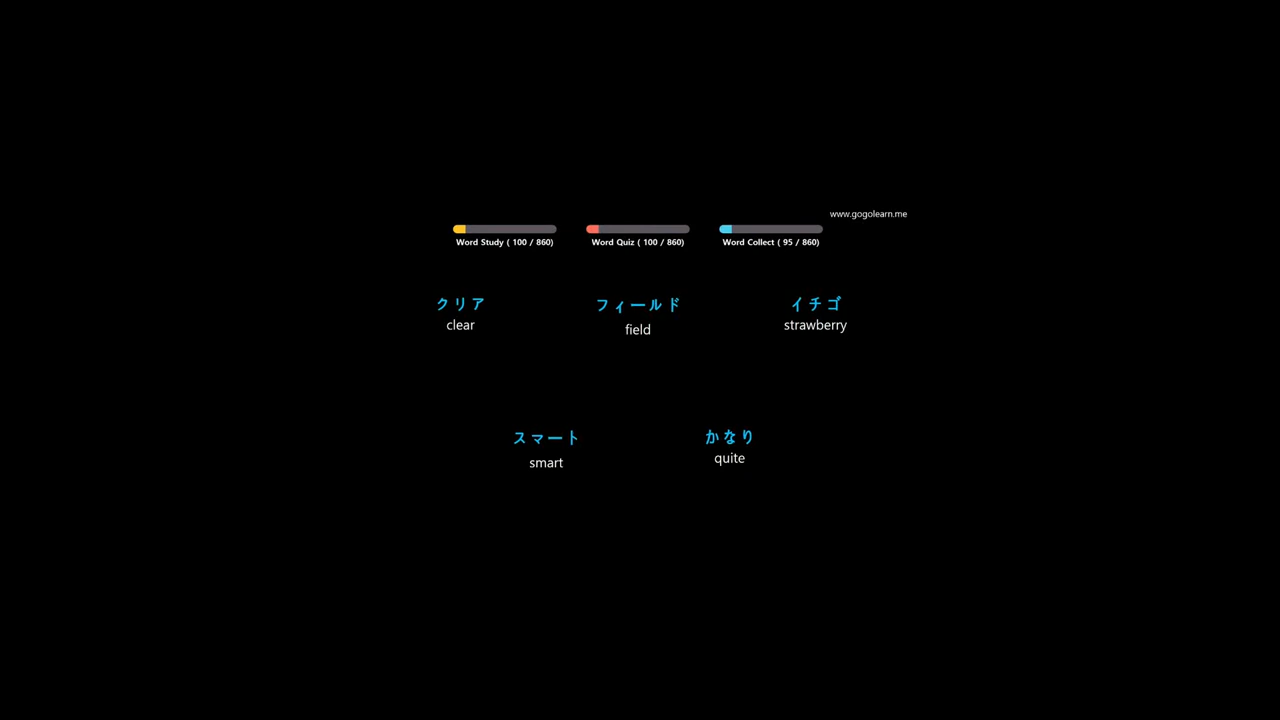 www.gogolearn.me
Word Study ( 100 / 860)
Word Quiz ( 100 / 860)
Word Collect ( 95 / 860)
クリア
clear
フィールド
field
イチゴ
strawberry
スマート
smart
かなり
quite